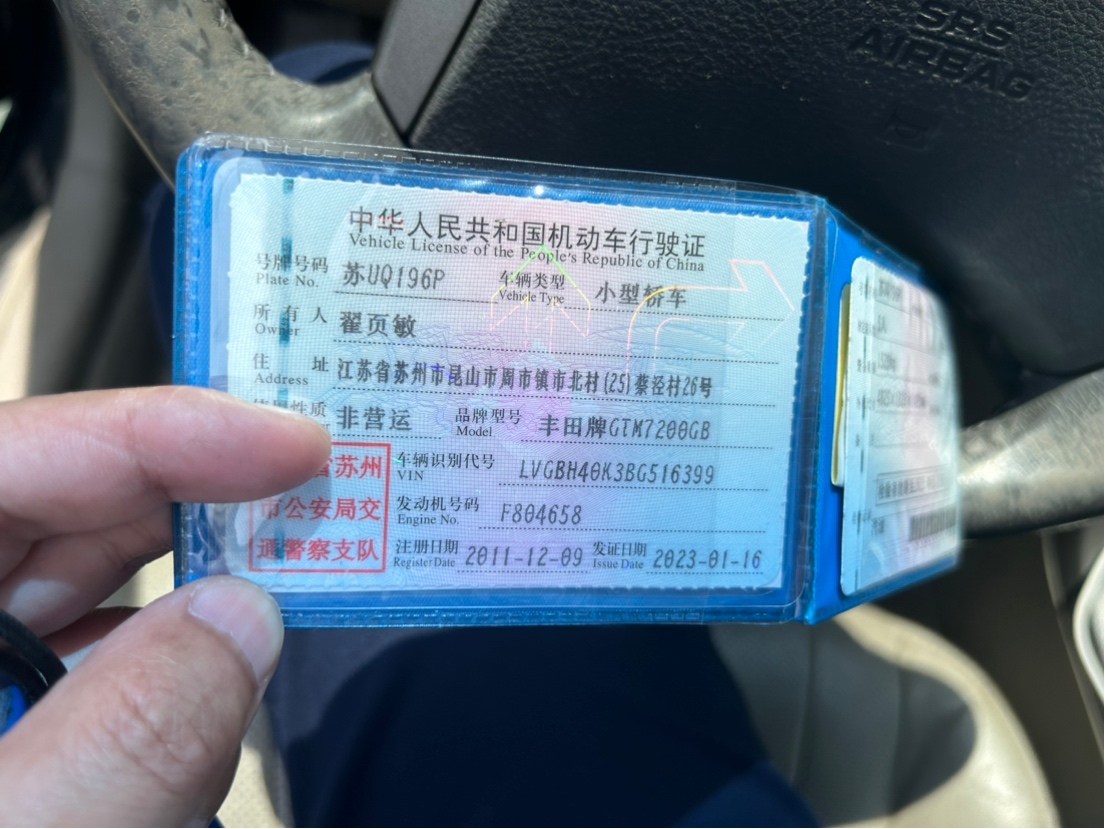 SRS
AIRBAG
中华人民共和国机动车行驶证
Vehicle License of the People's Republic of China
号牌号码 苏UQ196P 车辆类型 小型轿车
Plate No. Vehicle Type
所有人 翟页敏
Owner
住址 江苏省苏州市昆山市周市镇市北村(25)蔡泾村26号
Address
性质 非营运 品牌型号 丰田牌GTM7200GB
Model
省苏州 车辆识别代号 LVGBH40K3BG516399
VIN
市公安局交 发动机号码 F804658
Engine No.
通警察支队 注册日期 2011-12-09 发证日期 2023-01-16
Register Date Issue Date